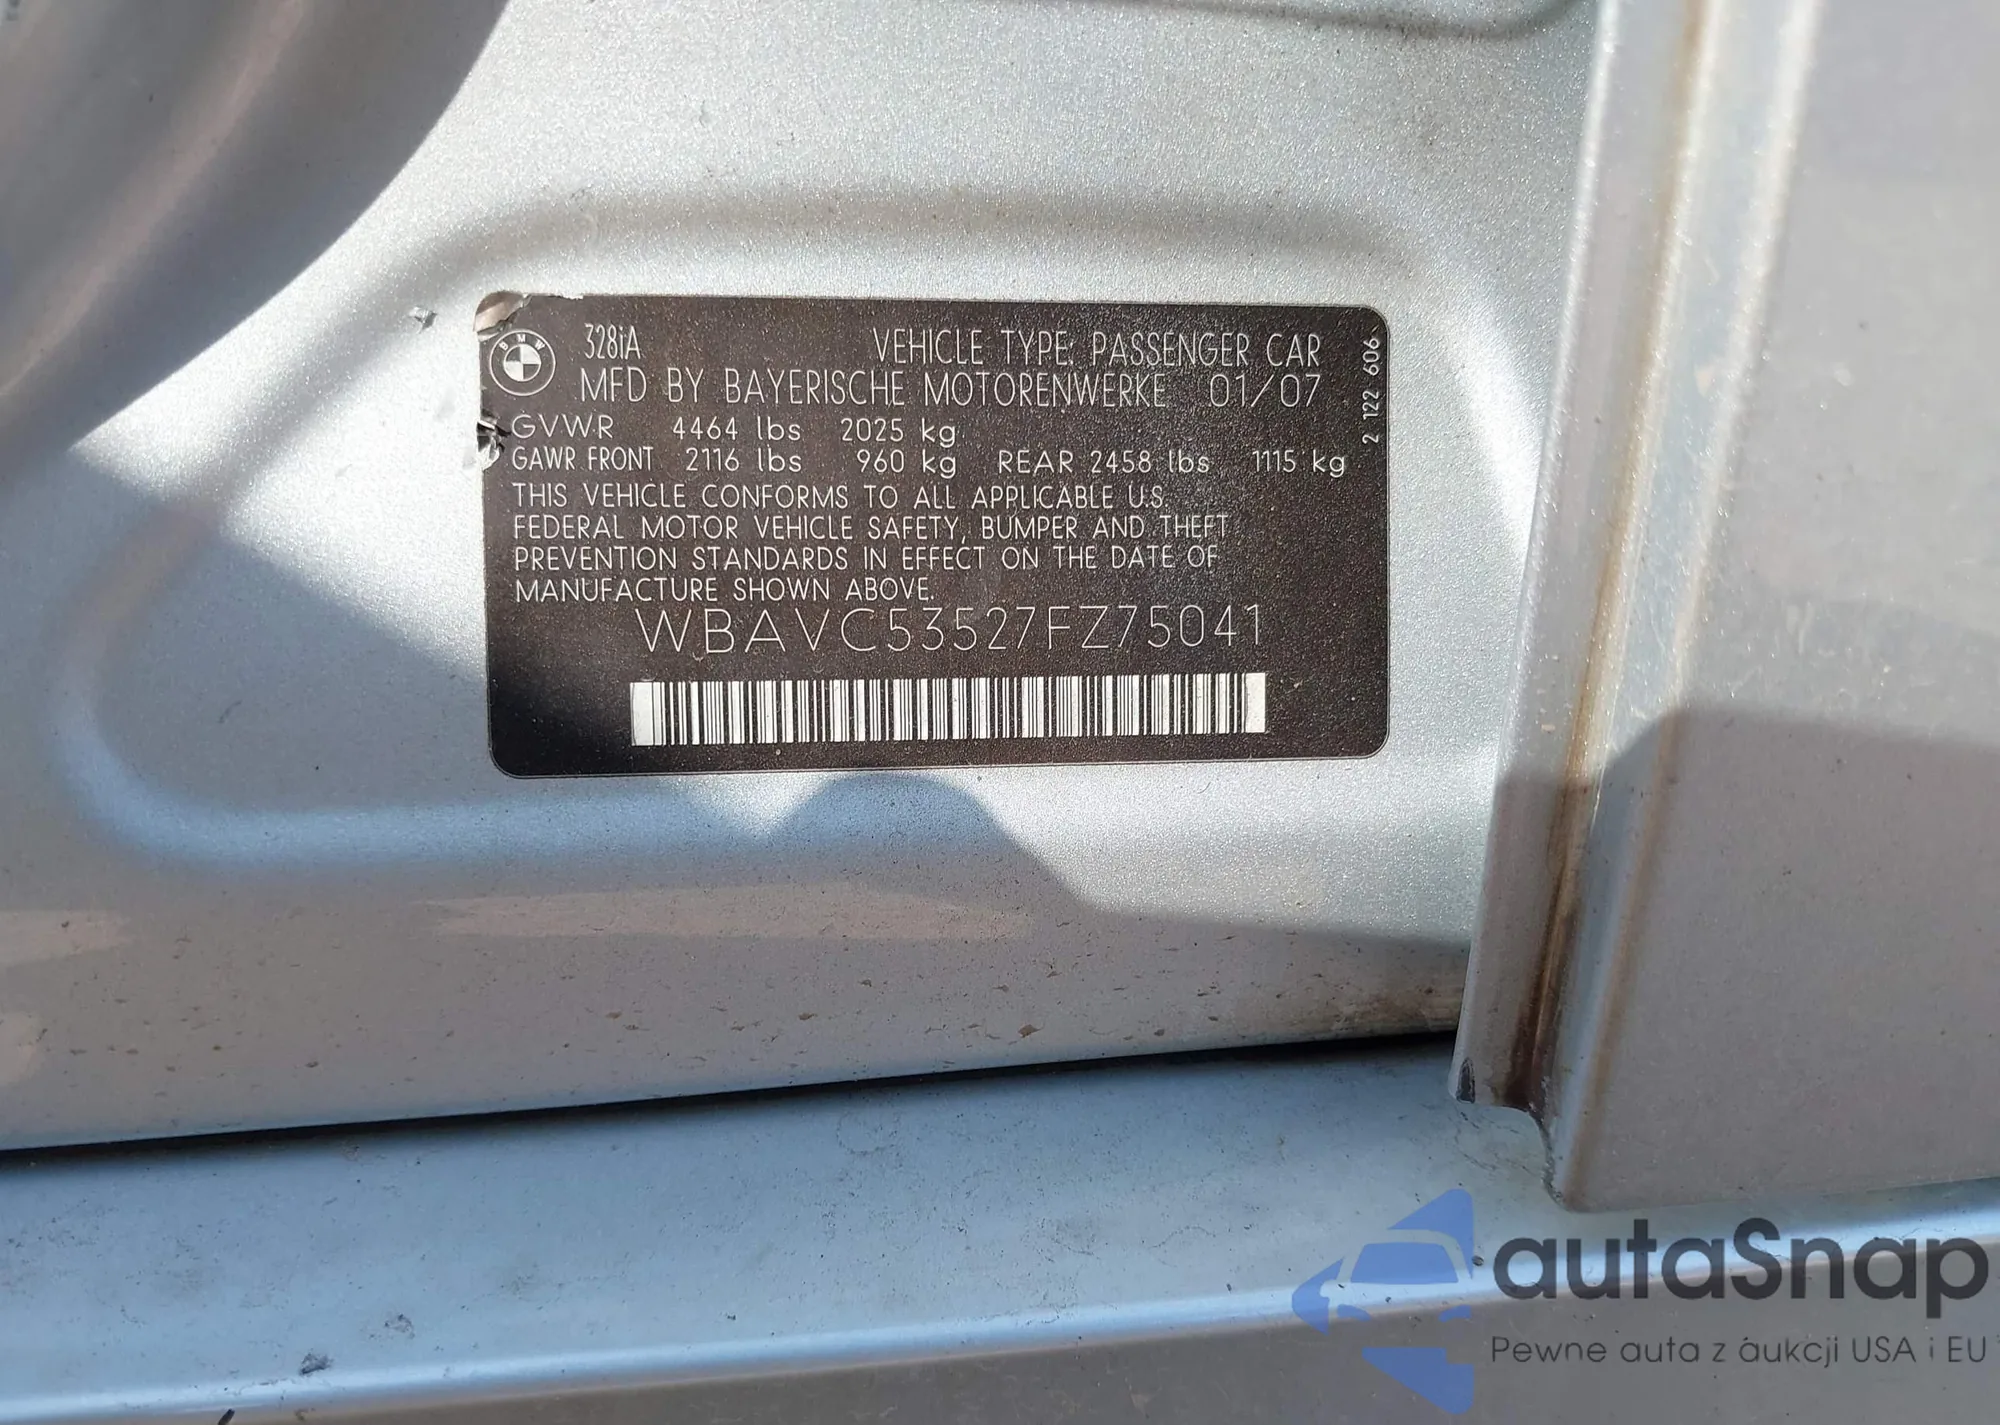 BMW
328iA VEHICLE TYPE: PASSENGER CAR
MFD BY BAYERISCHE MOTORENWERKE 01/07
GVWR 4464 lbs 2025 kg
GAWR FRONT 2116 lbs 960 kg REAR 2458 lbs 1115 kg
THIS VEHICLE CONFORMS TO ALL APPLICABLE U.S.
FEDERAL MOTOR VEHICLE SAFETY, BUMPER AND THEFT
PREVENTION STANDARDS IN EFFECT ON THE DATE OF
MANUFACTURE SHOWN ABOVE.
WBAVC53527FZ75041
2 122 606
autaSnap
Pewne auta z aukcji USA i EU